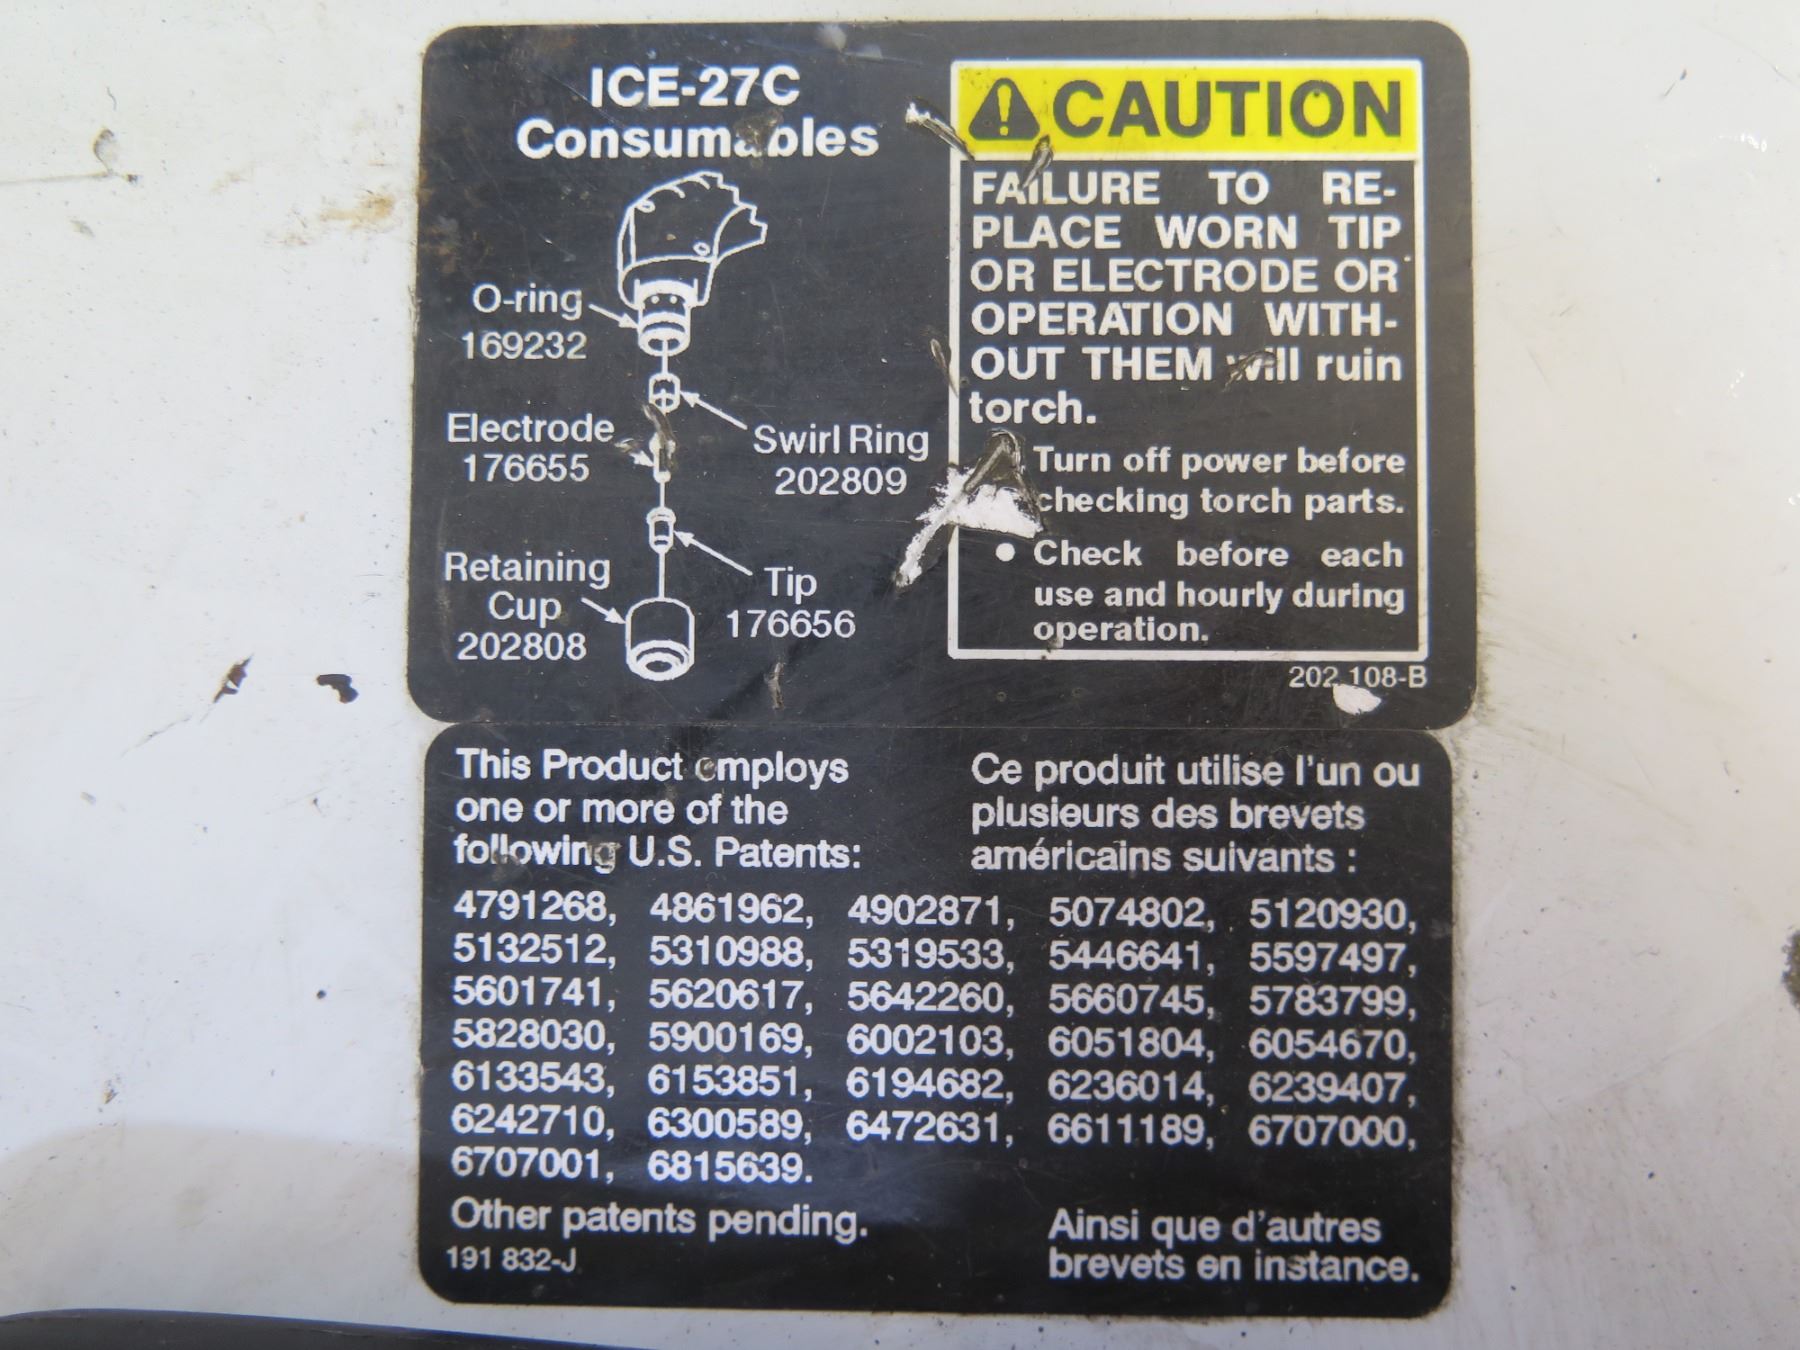 ICE-27C
Consumables
O-ring
169232
Electrode
176655
Swirl Ring
202809
Retaining
Cup
202808
Tip
176656
CAUTION
FAILURE TO RE-
PLACE WORN TIP
OR ELECTRODE OR
OPERATION WITH-
OUT THEM will ruin
torch.
Turn off power before
checking torch parts.
• Check before each
use and hourly during
operation.
202 108-B
This Product employs
one or more of the
following U.S. Patents:
Ce produit utilise l'un ou
plusieurs des brevets
américains suivants :
4791268, 4861962, 4902871, 5074802, 5120930,
5132512, 5310988, 5319533, 5446641, 5597497,
5601741, 5620617, 5642260, 5660745, 5783799,
5828030, 5900169, 6002103, 6051804, 6054670,
6133543, 6153851, 6194682, 6236014, 6239407,
6242710, 6300589, 6472631, 6611189, 6707000,
6707001, 6815639.
Other patents pending.
191 832-J
Ainsi que d'autres
brevets en instance.